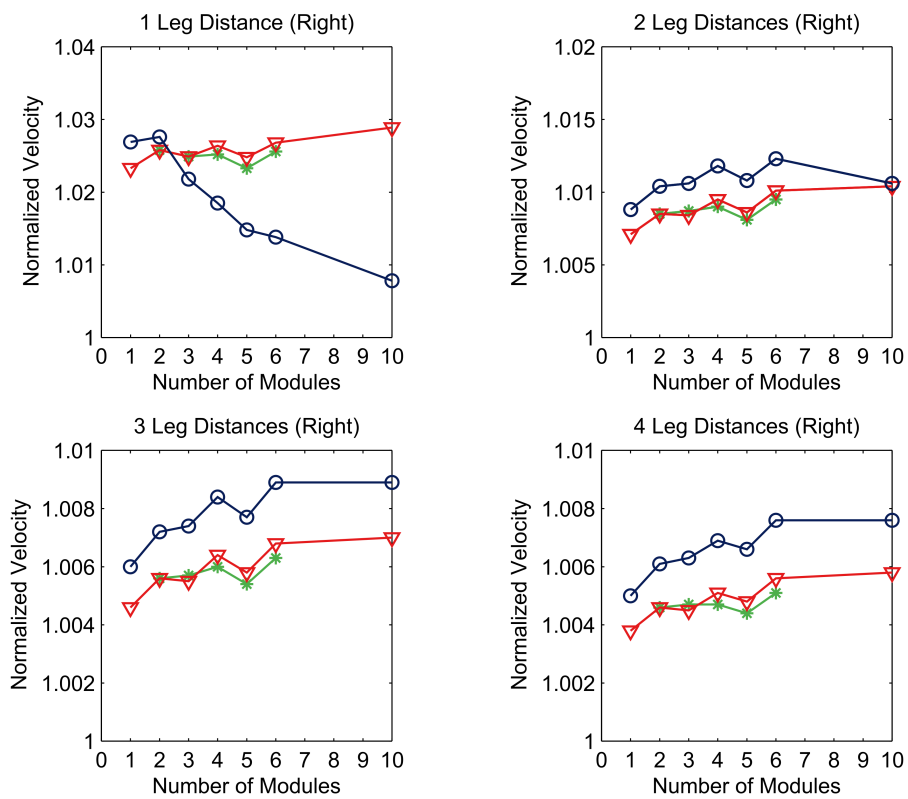 1 Leg Distance (Right)
1.04
1.03
1.02
1.01
1
Normalized Velocity
0 1 2 3 4 5 6 7 8 9 10
Number of Modules
2 Leg Distances (Right)
1.02
1.015
1.01
1.005
1
Normalized Velocity
0 1 2 3 4 5 6 7 8 9 10
Number of Modules
3 Leg Distances (Right)
1.01
1.008
1.006
1.004
1.002
1
Normalized Velocity
0 1 2 3 4 5 6 7 8 9 10
Number of Modules
4 Leg Distances (Right)
1.01
1.008
1.006
1.004
1.002
1
Normalized Velocity
0 1 2 3 4 5 6 7 8 9 10
Number of Modules